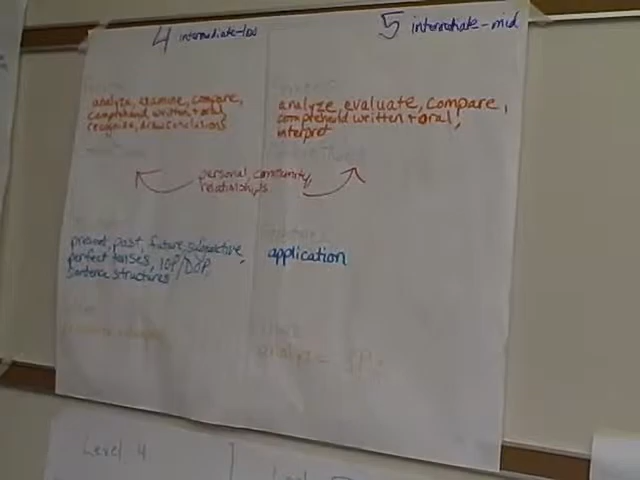 4 intermediate-low
5 intermediate-mid
analyze, examine, compare,
comprehend written + oral,
recognize, draw conclusions
analyze, evaluate, compare,
comprehend written + oral,
interpret
personal, community,
relationships
present, past, future, subjunctive,
perfect tenses, IOP/DOP,
sentence structures
application
analyze
Level 4